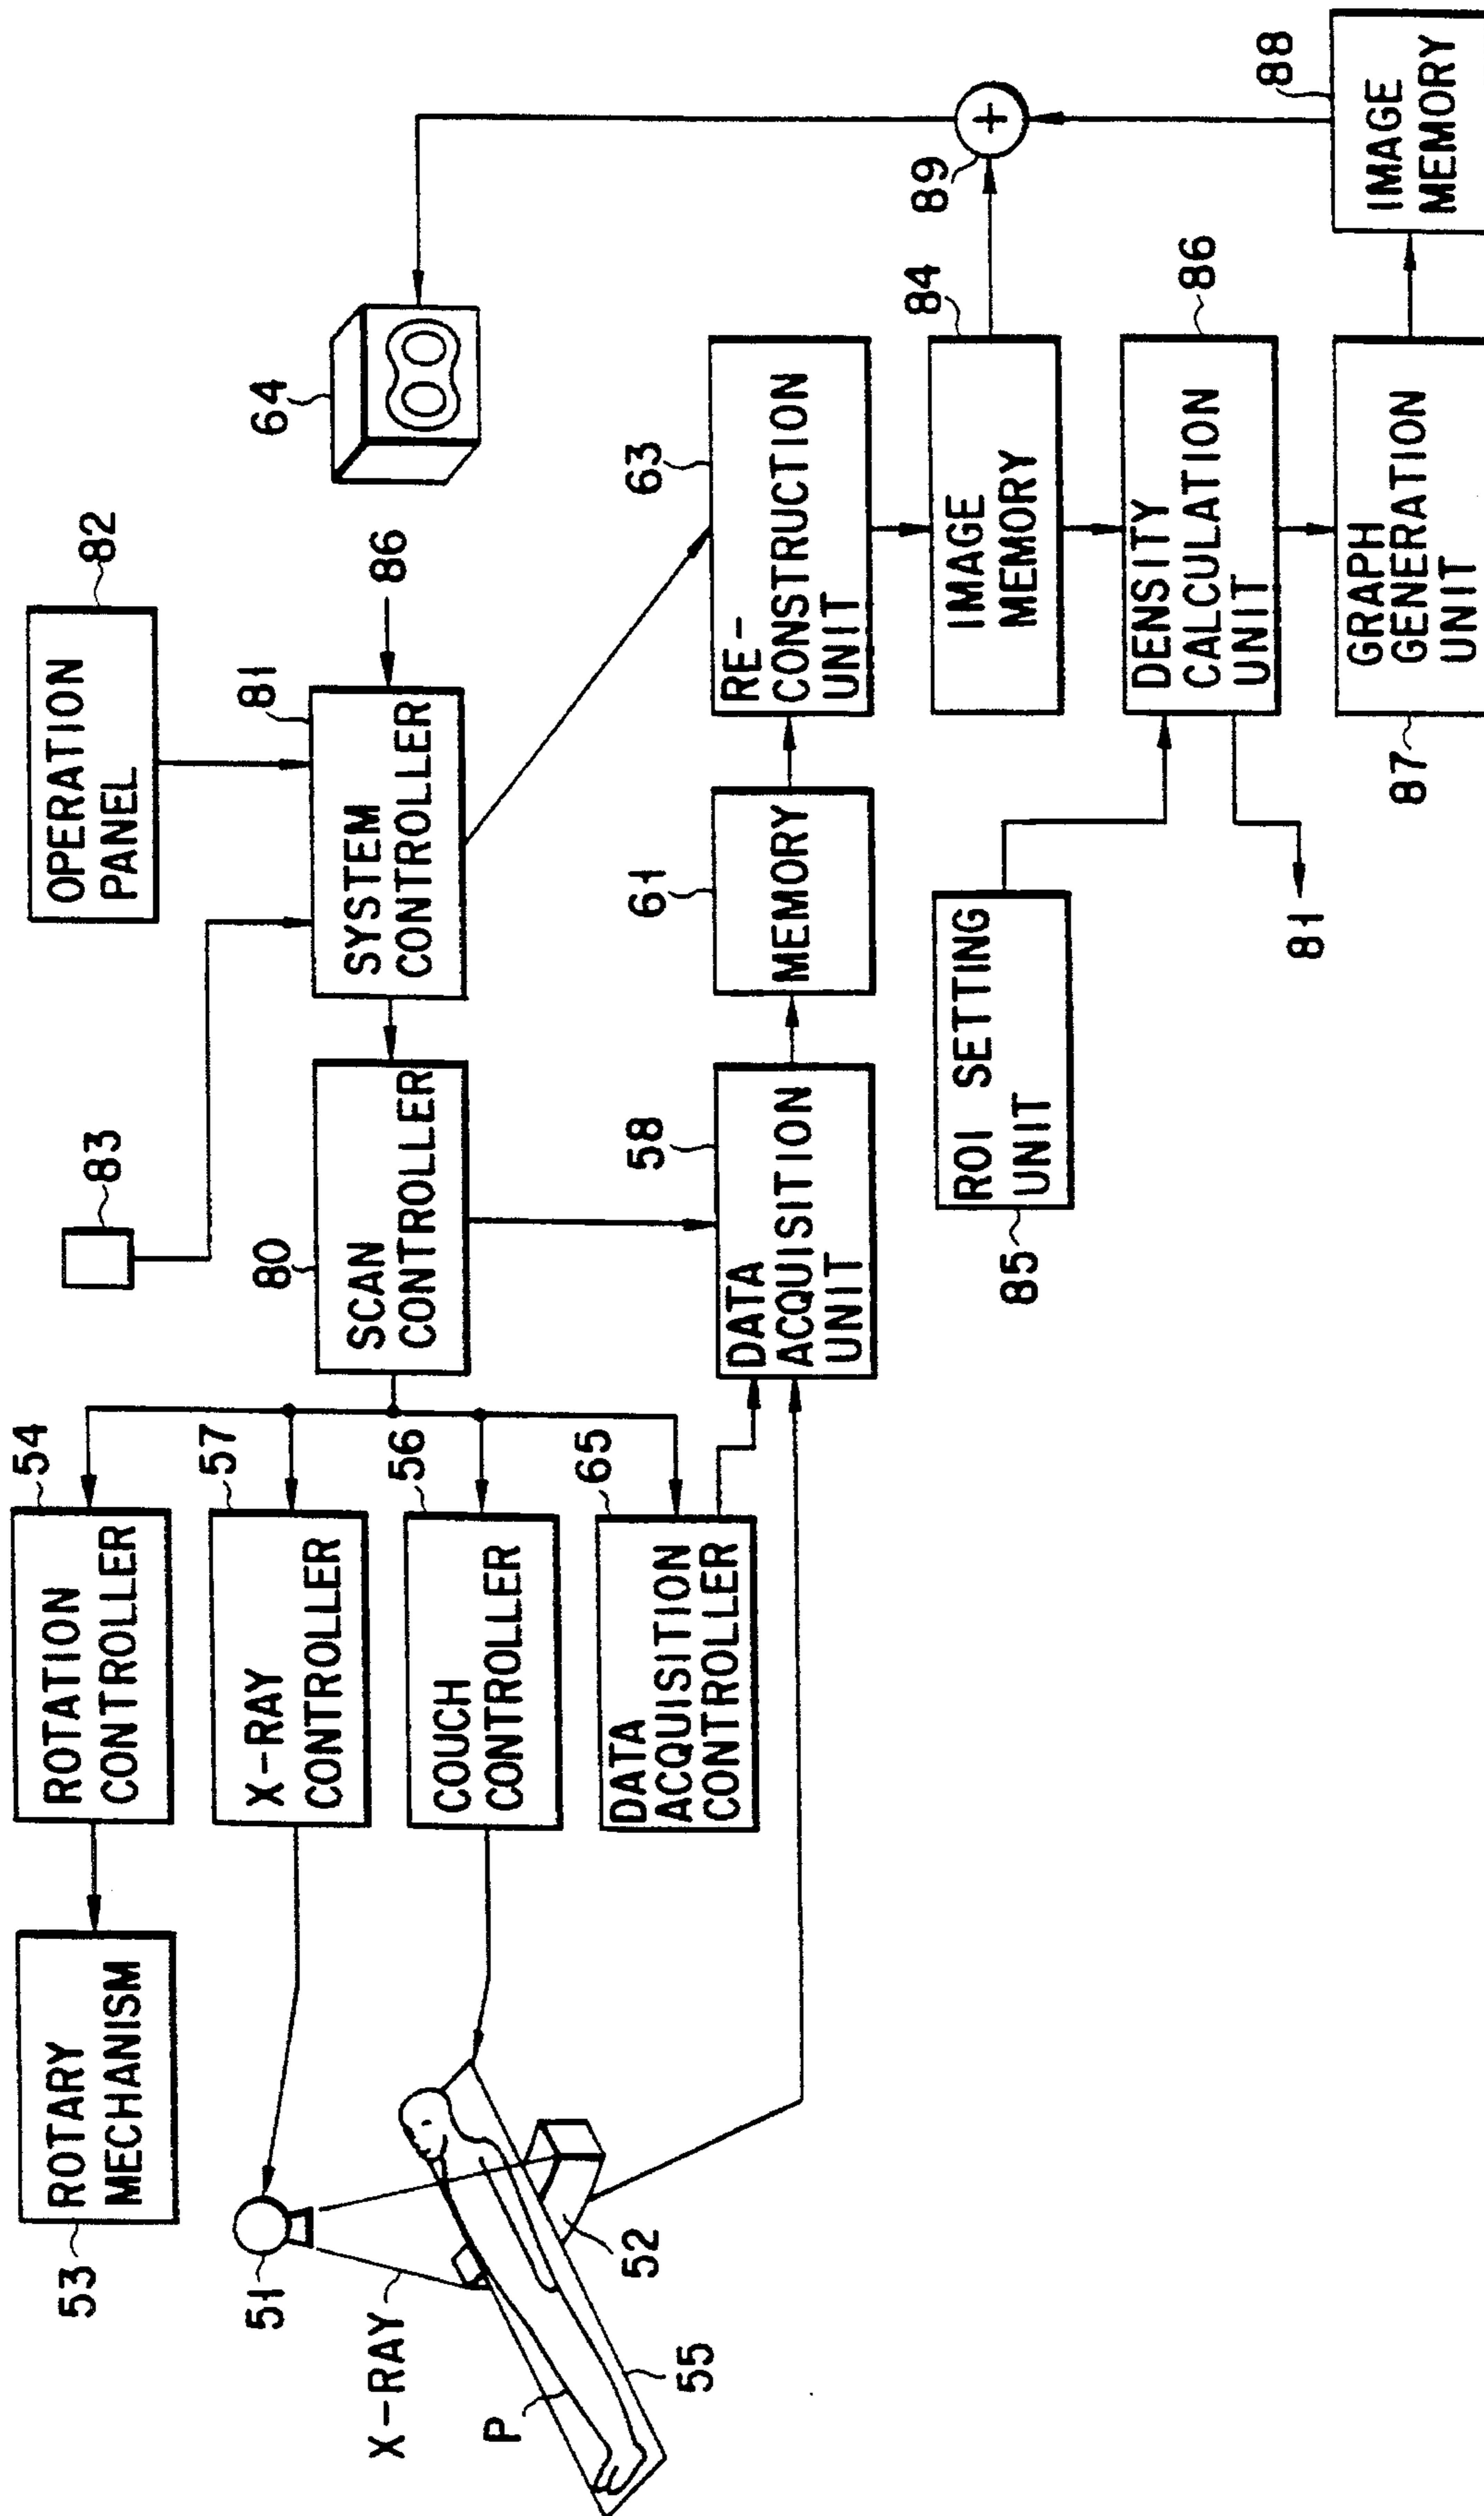 53
ROTARY
MECHANISM
54
ROTATION
CONTROLLER
83
82
OPERATION
PANEL
51
X-RAY
57
X-RAY
CONTROLLER
80
SCAN
CONTROLLER
81
SYSTEM
CONTROLLER
86
64
P
56
COUCH
CONTROLLER
55
52
65
DATA
ACQUISITION
CONTROLLER
58
DATA
ACQUISITION
UNIT
61
MEMORY
63
RE-
CONSTRUCTION
UNIT
84
IMAGE
MEMORY
89
+
85
ROI SETTING
UNIT
86
DENSITY
CALCULATION
UNIT
81
87
GRAPH
GENERATION
UNIT
88
IMAGE
MEMORY